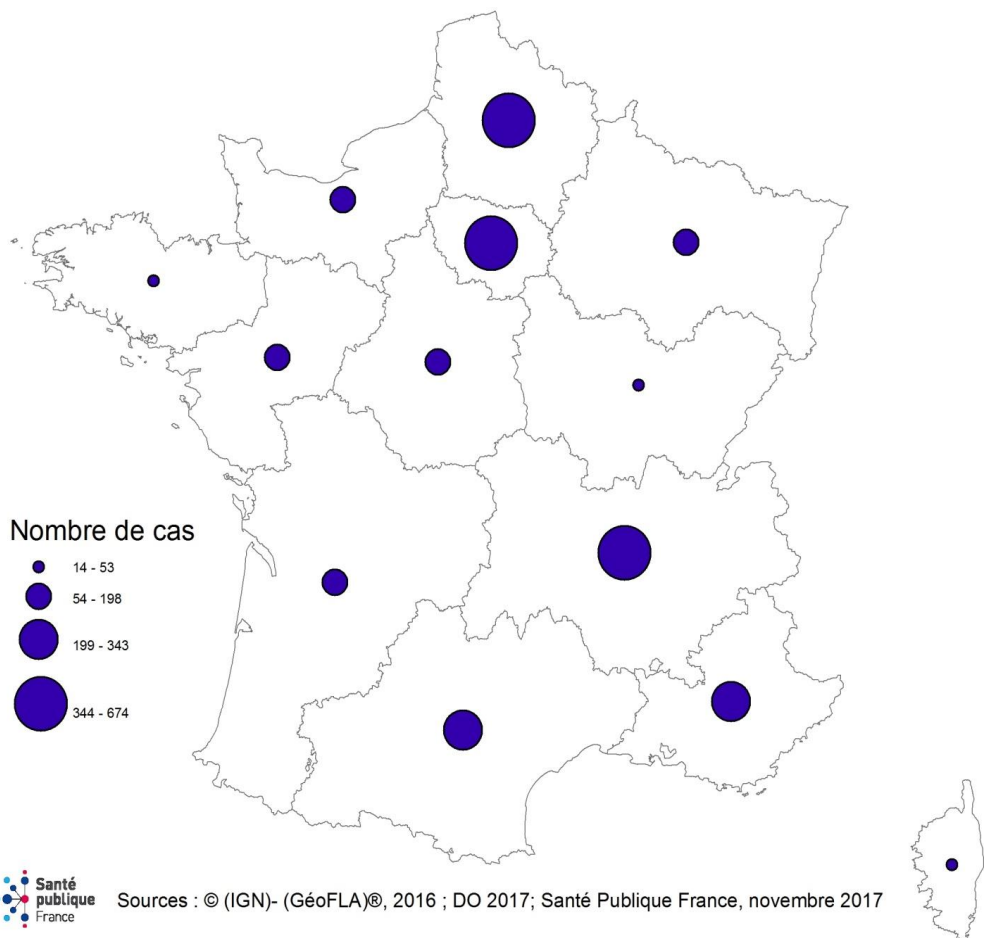 Nombre de cas
14 - 53
54 - 198
199 - 343
344 - 674
Santé
publique
France
Sources : © (IGN)- (GéoFLA)®, 2016 ; DO 2017; Santé Publique France, novembre 2017